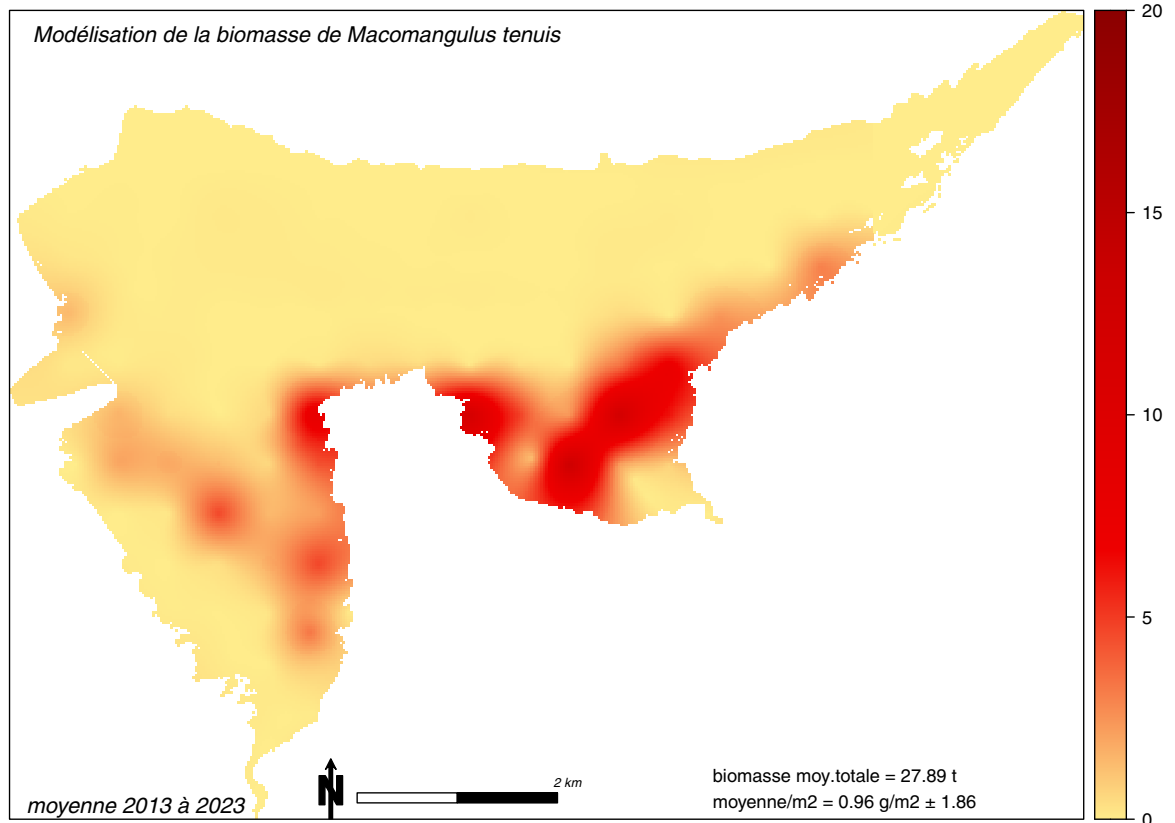 Modélisation de la biomasse de Macomangulus tenuis
20
15
10
5
0
N
2 km
biomasse moy.totale = 27.89 t
moyenne/m2 = 0.96 g/m2 ± 1.86
moyenne 2013 à 2023